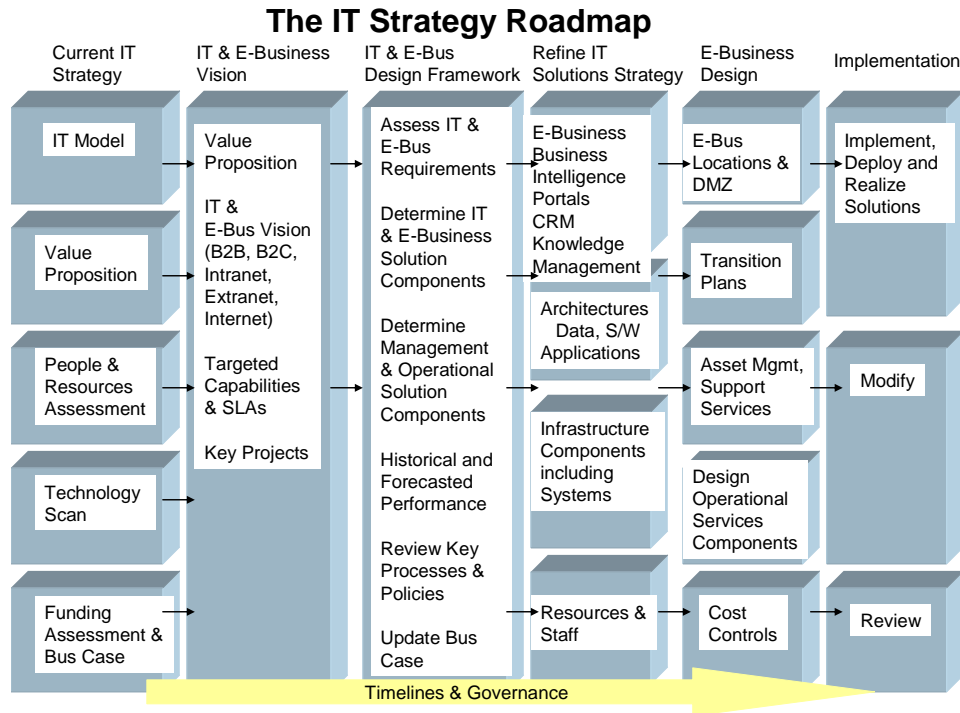 The IT Strategy Roadmap
Current IT
Strategy
IT & E-Business
Vision
IT & E-Bus
Design Framework
Refine IT
Solutions Strategy
E-Business
Design
Implementation
IT Model
Value
Proposition
People &
Resources
Assessment
Technology
Scan
Funding
Assessment &
Bus Case
Value
Proposition
IT &
E-Bus Vision
(B2B, B2C,
Intranet,
Extranet,
Internet)
Targeted
Capabilities
& SLAs
Key Projects
Assess IT &
E-Bus
Requirements
Determine IT
& E-Business
Solution
Components
Determine
Management
& Operational
Solution
Components
Historical and
Forecasted
Performance
Review Key
Processes &
Policies
Update Bus
Case
E-Business
Business
Intelligence
Portals
CRM
Knowledge
Management
Architectures
Data, S/W
Applications
Infrastructure
Components
including
Systems
Resources &
Staff
E-Bus
Locations &
DMZ
Transition
Plans
Asset Mgmt,
Support
Services
Design
Operational
Services
Components
Cost
Controls
Implement,
Deploy and
Realize
Solutions
Modify
Review
Timelines & Governance